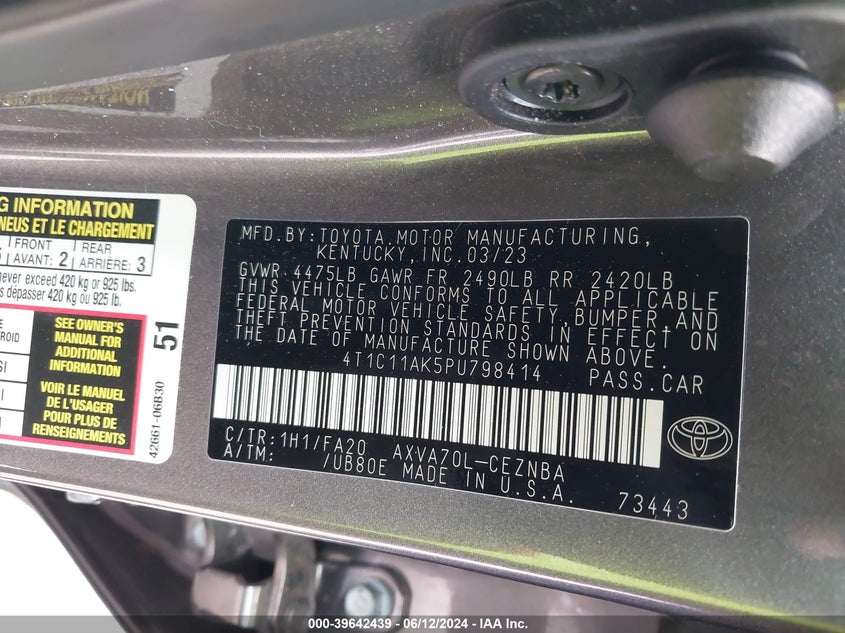 G INFORMATION
NEUS ET LE CHARGEMENT
FRONT
AVANT: 2
REAR
ARRIÈRE: 3
never exceed 420 kg or 925 lbs.
dépasser 420 kg ou 925 lb.
SEE OWNER'S
MANUAL FOR
ADDITIONAL
INFORMATION
VOIR LE MANUEL
DE L'USAGER
POUR PLUS DE
RENSEIGNEMENTS
51
42661-06B30
MFD.BY:TOYOTA MOTOR MANUFACTURING,
KENTUCKY,INC.03/23
GVWR 4475LB GAWR FR 2490LB RR 2420LB
THIS VEHICLE CONFORMS TO ALL APPLICABLE
FEDERAL MOTOR VEHICLE SAFETY,BUMPER,AND
THEFT PREVENTION STANDARDS IN EFFECT ON
THE DATE OF MANUFACTURE SHOWN ABOVE.
4T1C11AK5PU798414 PASS.CAR
C/TR:1H1/FA20 AXVA70L-CEZNBA
A/TM: /UB80E MADE IN U.S.A.
73443
000-39642439 - 06/12/2024 - IAA Inc.